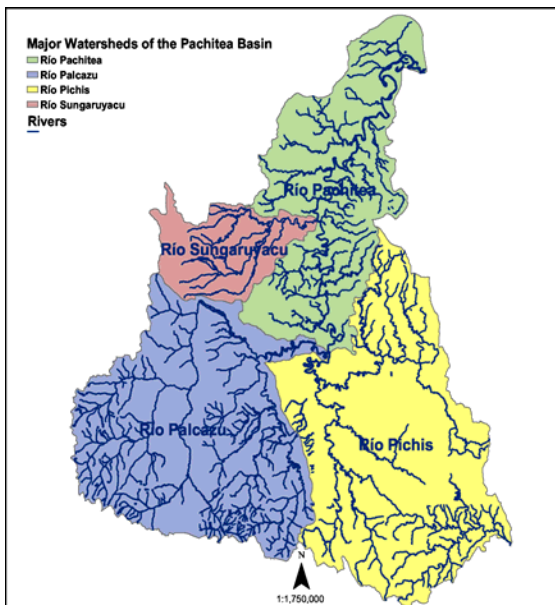 Major Watersheds of the Pachitea Basin
Río Pachitea
Río Palcazu
Río Pichis
Río Sungaruyacu
Rivers
Río Pachitea
Río Sungaruyacu
Río Palcazu
Río Pichis
N
1:1,750,000